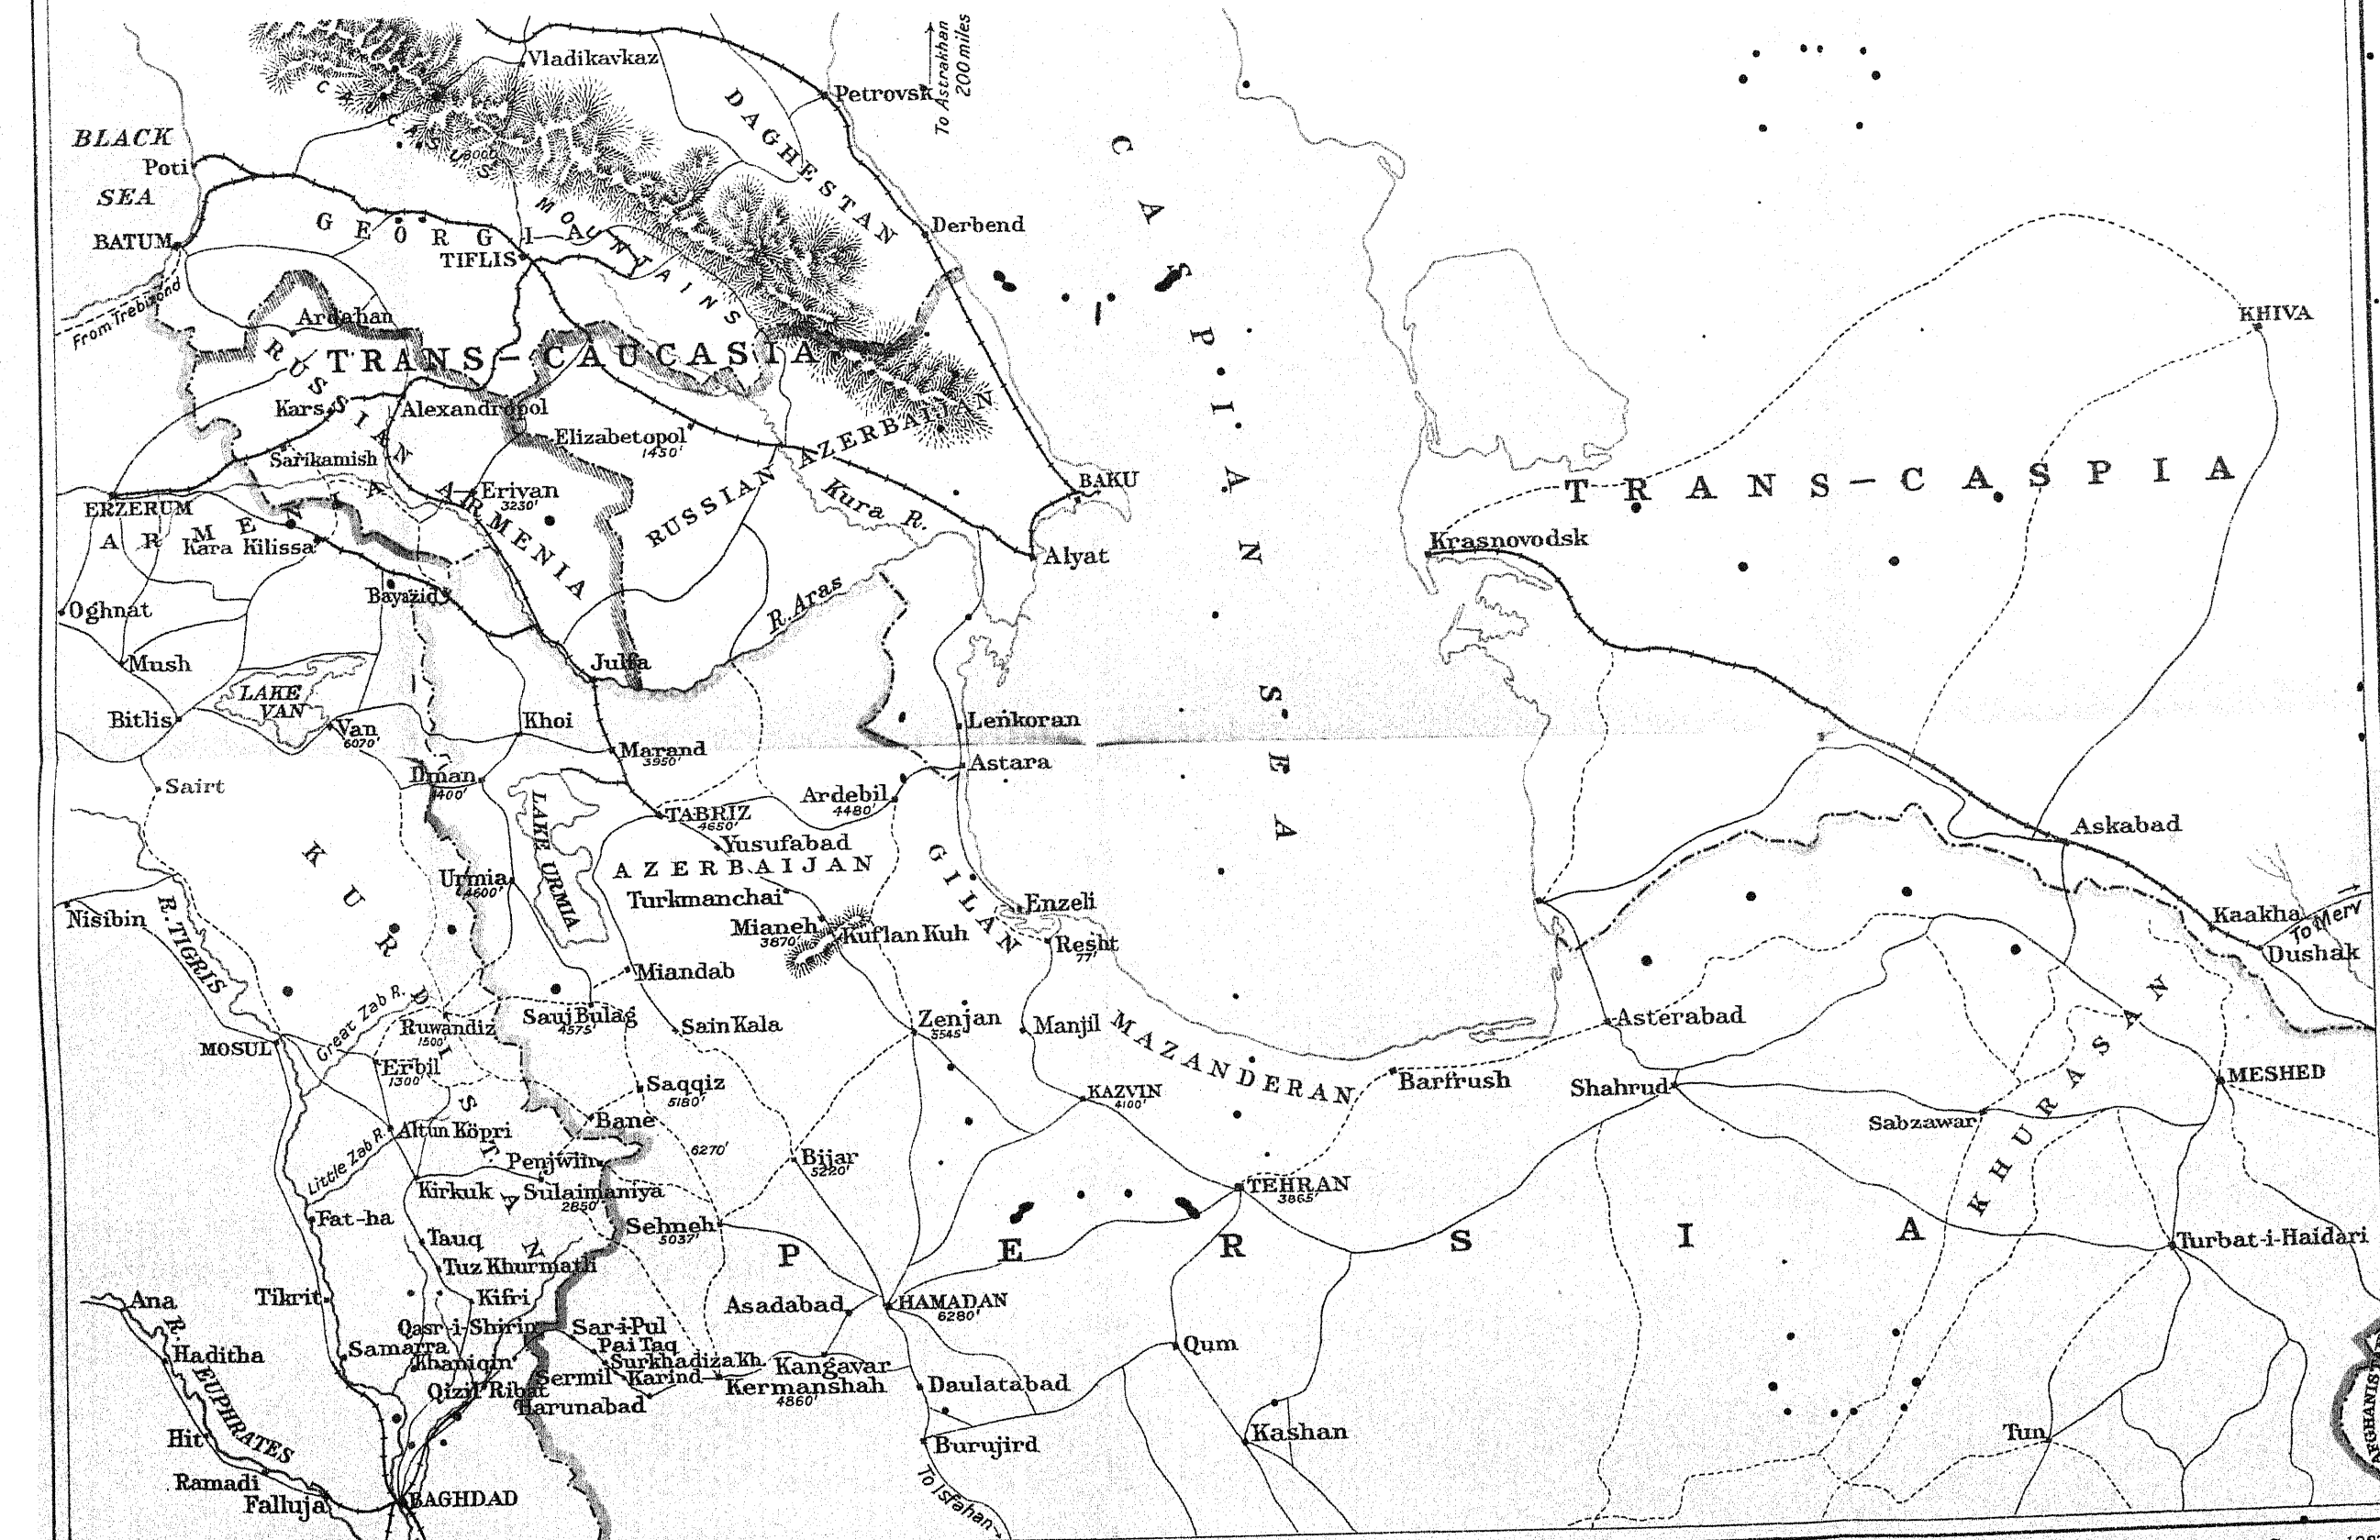 To Astrakhan
200 miles
Vladikavkaz
Petrovsk
CAUCASUS MOUNTAINS
DAGHESTAN
BLACK
SEA
Poti
BATUM
GEORGIA
TIFLIS
Derbend
CASPIAN SEA
From Trebizond
Ardahan
TRANS-CAUCASIA
KHIVA
RUSSIAN ARMENIA
Kars
Alexandropol
Elizabetopol
1450'
RUSSIAN AZERBAIJAN
Sarikamish
Erivan
3230'
Kura R.
BAKU
TRANS-CASPIA
ERZERUM
ARMENIA
Kara Kilissa
Alyat
Krasnovodsk
Bayazid
R. Aras
Oghnat
Mush
Julfa
LAKE
VAN
Bitlis
Van
6070'
Khoi
Lenkoran
Marand
3950'
Astara
Sairt
Dilman
4400'
Ardebil
4480'
TABRIZ
4650'
Yusufabad
AZERBAIJAN
Askabad
KURDISTAN
LAKE URMIA
Urmia
4600'
GILAN
Turkmanchai
Enzeli
Nisibin
R. TIGRIS
Mianeh
3870'
Kuflan Kuh
Resht
77'
Kaakha
To Merv
Dushak
Miandab
Great Zab R.
Ruwandiz
1500'
Sauj Bulag
4575'
Sain Kala
Zenjan
5545'
Manjil
MAZANDERAN
Asterabad
KHURASAN
MOSUL
Erbil
1300'
Saqqiz
5180'
KAZVIN
4100'
Barfrush
Shahrud
MESHED
Altun Köpri
Bane
Sabzawar
Little Zab R.
Penjwin
6270'
Bijar
5220'
Kirkuk
Sulaimaniya
2850'
TEHRAN
3865'
Fat-ha
Tauq
Sehneh
5037'
PERSIA
Turbat-i-Haidari
Tuz Khurmatli
Ana
Tikrit
Kifri
Asadabad
HAMADAN
6280'
R. EUPHRATES
Qasr-i-Shirin
Sar-i-Pul
Haditha
Samarra
Pai Taq
Khaniqin
Surkhadiza Kh.
Kangavar
Qum
Sermil
Karind
Kermanshah
4860'
Qizil Ribat
Harunabad
Daulatabad
AFGHANISTAN
Hit
Burujird
Kashan
Tun
Ramadi
Falluja
BAGHDAD
To Isfahan